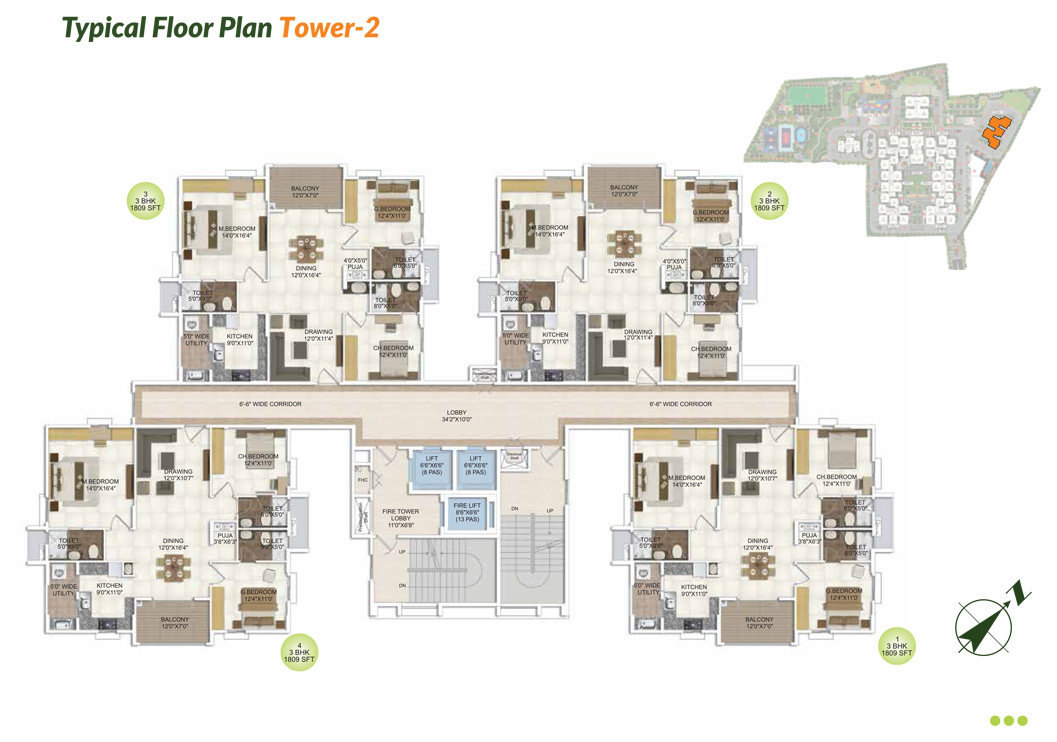 Typical Floor Plan Tower-2
3
3 BHK
1809 SFT
BALCONY
12'0"X7'0"
G.BEDROOM
12'4"X11'0'
M.BEDROOM
14'0"X16'4"
DINING
12'0"X16'4"
4'0"X5'0"
PUJA
TOILET
TOILET
5'0"X9'0"
TOILET
8'0"X5'0"
5'0" WIDE
UTILITY
KITCHEN
9'0"X11'0"
DRAWING
12'0"X11'4"
CH.BEDROOM
12'4"X11'0'
2
3 BHK
1809 SFT
BALCONY
12'0"X7'0"
G.BEDROOM
12'4"X11'0'
M.BEDROOM
14'0"X16'4"
DINING
12'0"X16'4"
4'0"X5'0"
PUJA
TOILET
TOILET
5'0"X9'0"
TOILET
8'0"X5'0"
5'0" WIDE
UTILITY
KITCHEN
9'0"X11'0"
DRAWING
12'0"X11'4"
CH.BEDROOM
12'4"X11'0'
Shaft
6'-6" WIDE CORRIDOR
LOBBY
34'2"X10'0"
6'-6" WIDE CORRIDOR
LIFT
6'6"X6'6"
(8 PAS)
LIFT
6'6"X6'6"
(8 PAS)
Electrical
Shaft
FHC
Pressurization
Shaft
FIRE TOWER
LOBBY
11'0"X6'8"
FIRE LIFT
8'6"X6'6"
(13 PAS)
DN
UP
UP
DN
DRAWING
12'0"X10'7"
CH.BEDROOM
12'4"X11'0'
M.BEDROOM
14'0"X16'4"
TOILET
8'0"X5'0"
TOILET
5'0"X9'0"
DINING
12'0"X16'4"
PUJA
3'8"X6'3"
TOILET
8'0"X5'0"
5'0" WIDE
UTILITY
KITCHEN
9'0"X11'0"
G.BEDROOM
12'4"X11'0'
BALCONY
12'0"X7'0"
4
3 BHK
1809 SFT
DRAWING
12'0"X10'7"
CH.BEDROOM
12'4"X11'0'
M.BEDROOM
14'0"X16'4"
TOILET
8'0"X5'0"
TOILET
5'0"X9'0"
DINING
12'0"X16'4"
PUJA
3'8"X6'3"
TOILET
8'0"X5'0"
5'0" WIDE
UTILITY
KITCHEN
9'0"X11'0"
G.BEDROOM
12'4"X11'0'
BALCONY
12'0"X7'0"
1
3 BHK
1809 SFT
N